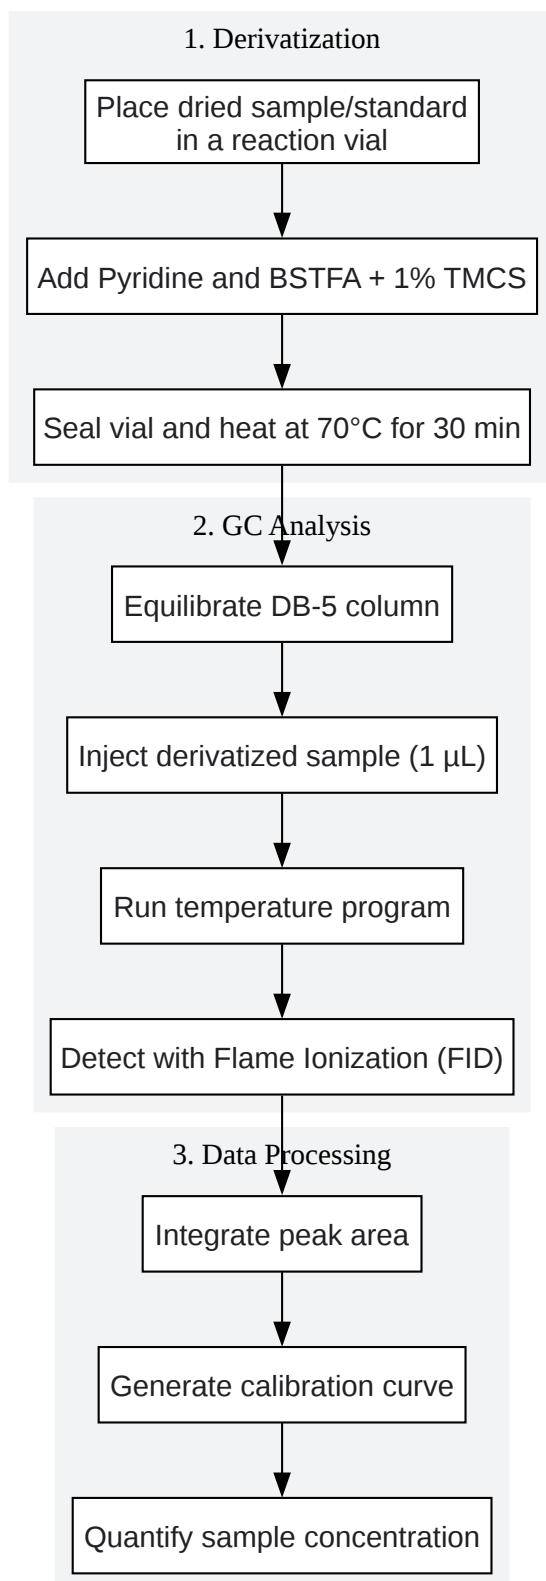 1. Derivatization
Place dried sample/standard
in a reaction vial
Add Pyridine and BSTFA + 1% TMCS
Seal vial and heat at 70°C for 30 min
2. GC Analysis
Equilibrate DB-5 column
Inject derivatized sample (1 µL)
Run temperature program
Detect with Flame Ionization (FID)
3. Data Processing
Integrate peak area
Generate calibration curve
Quantify sample concentration